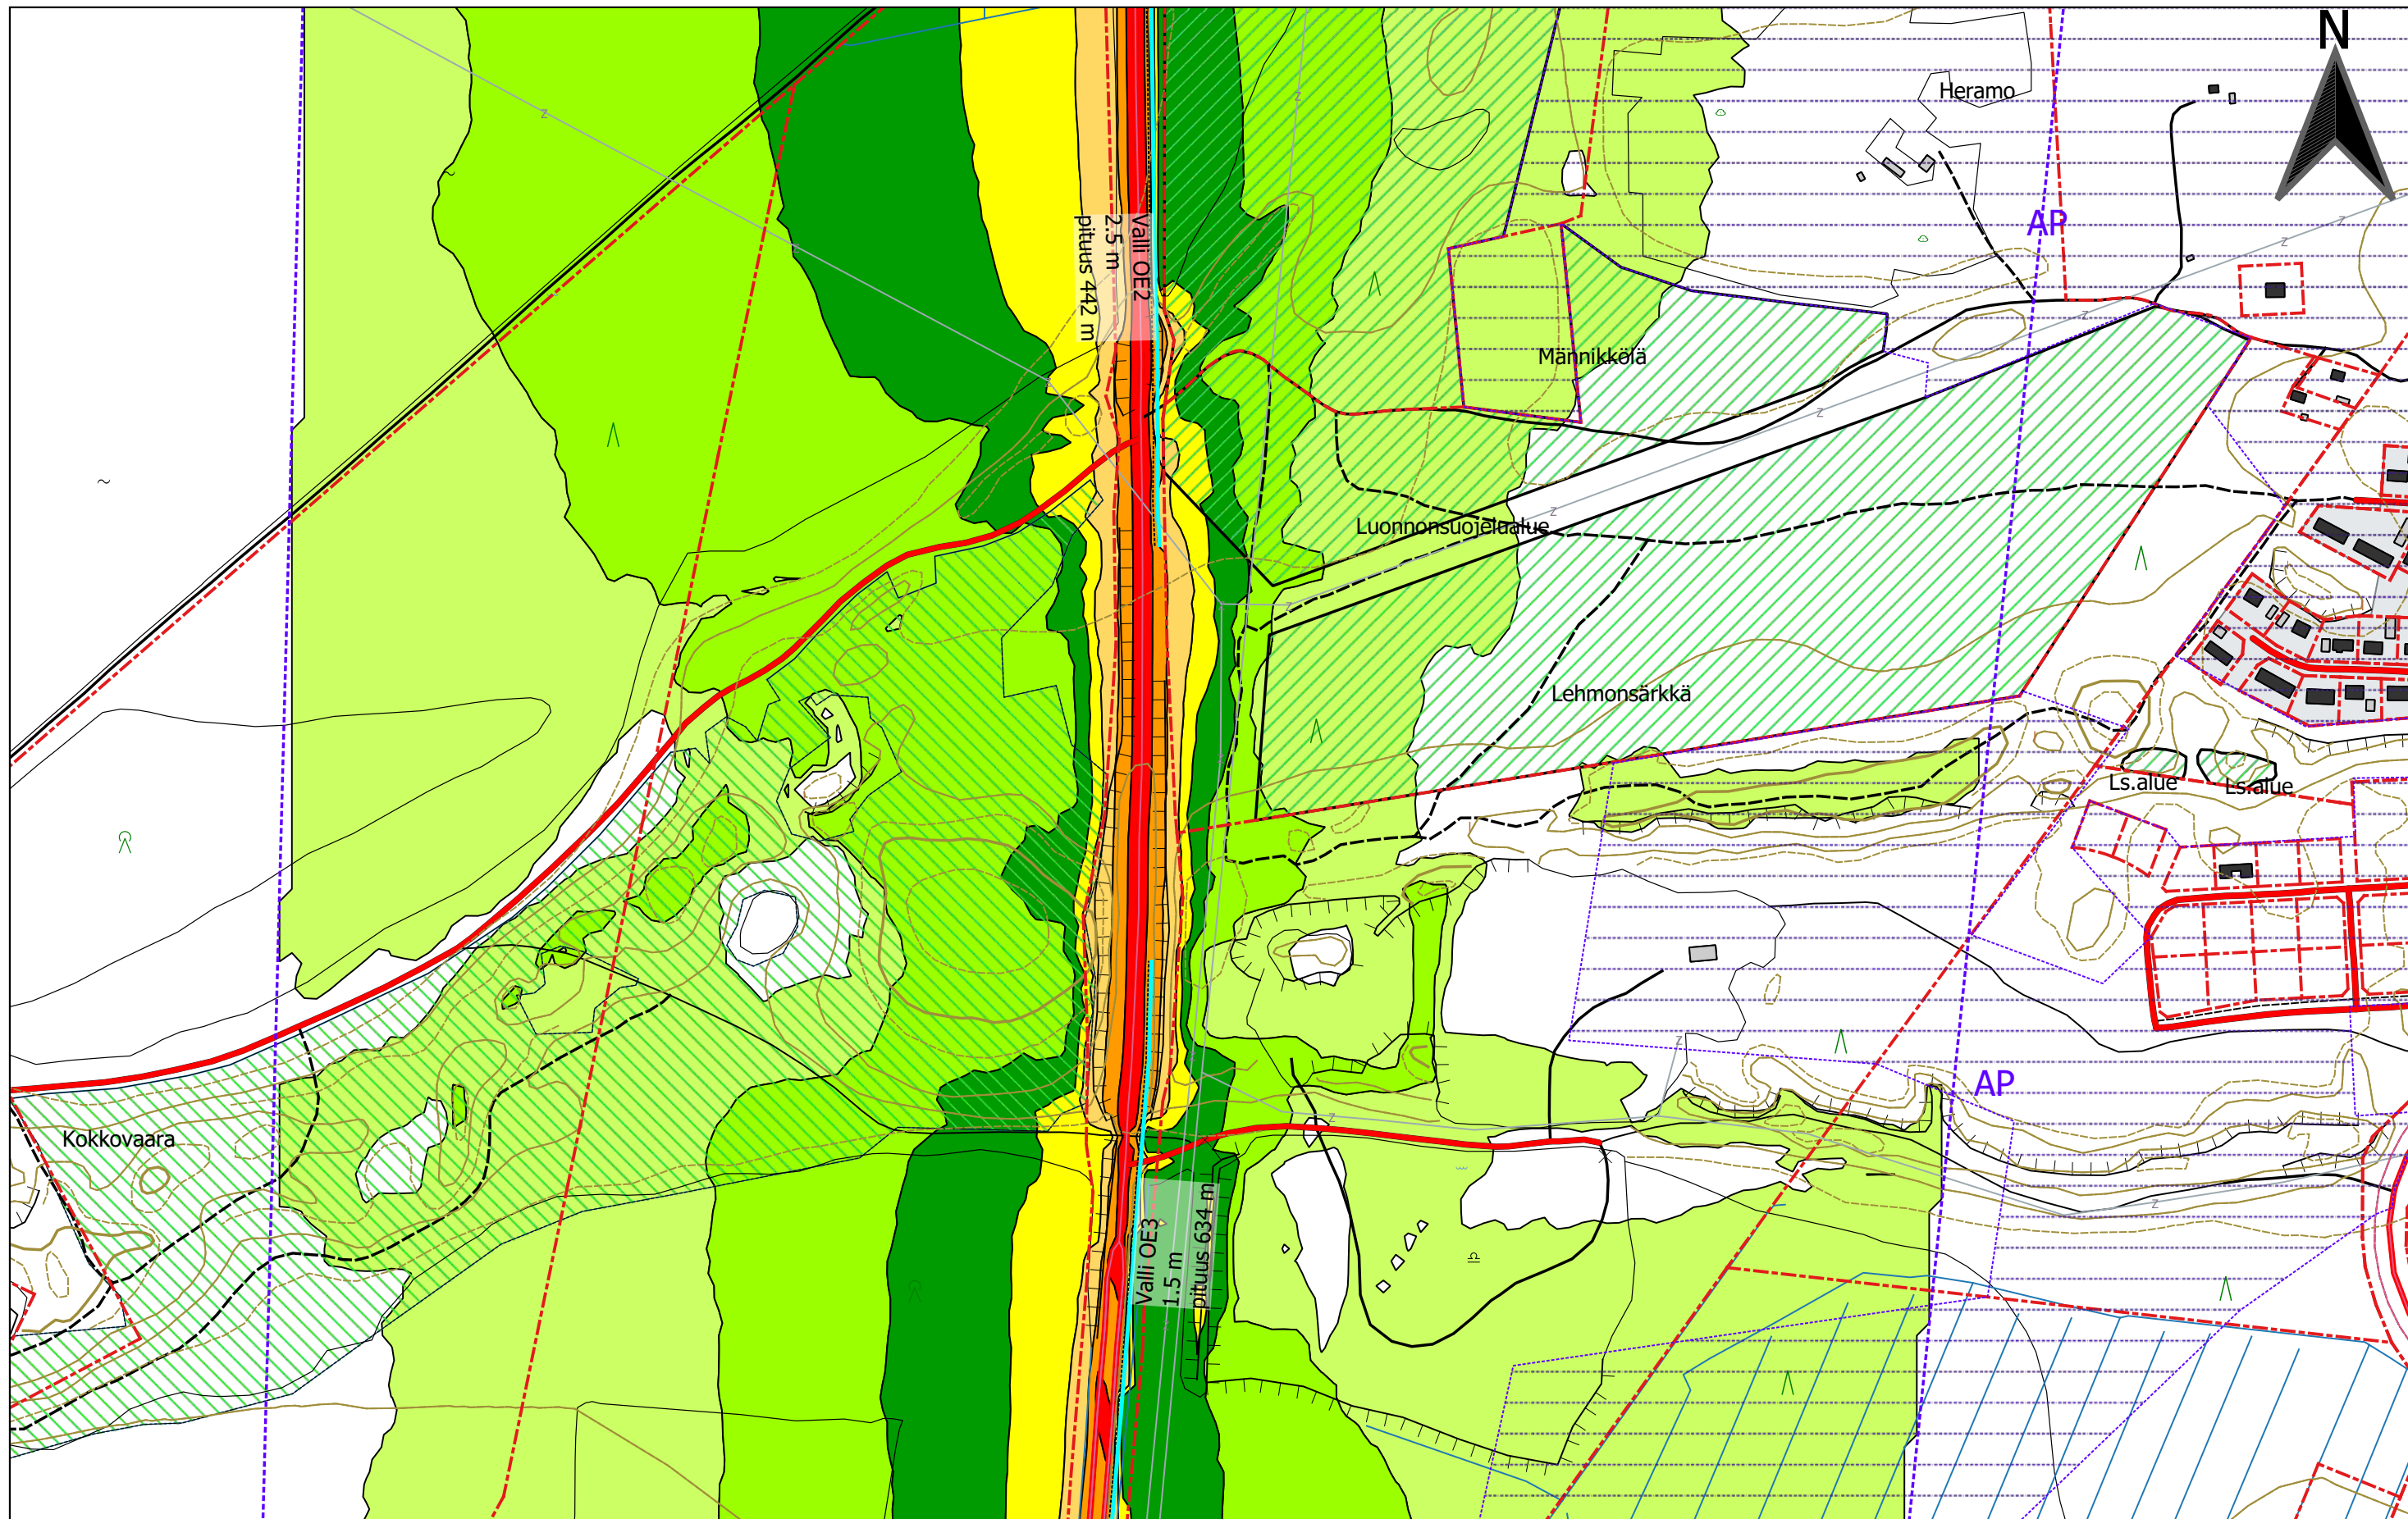 N
Heramo
AP
Valli OE2
2.5 m
pituus 442 m
Männikkölä
Luonnonsuojelualue
Lehmonsärkkä
Ls.alue
Ls.alue
AP
Kokkovaara
Valli OE3
1.5 m
pituus 634 m